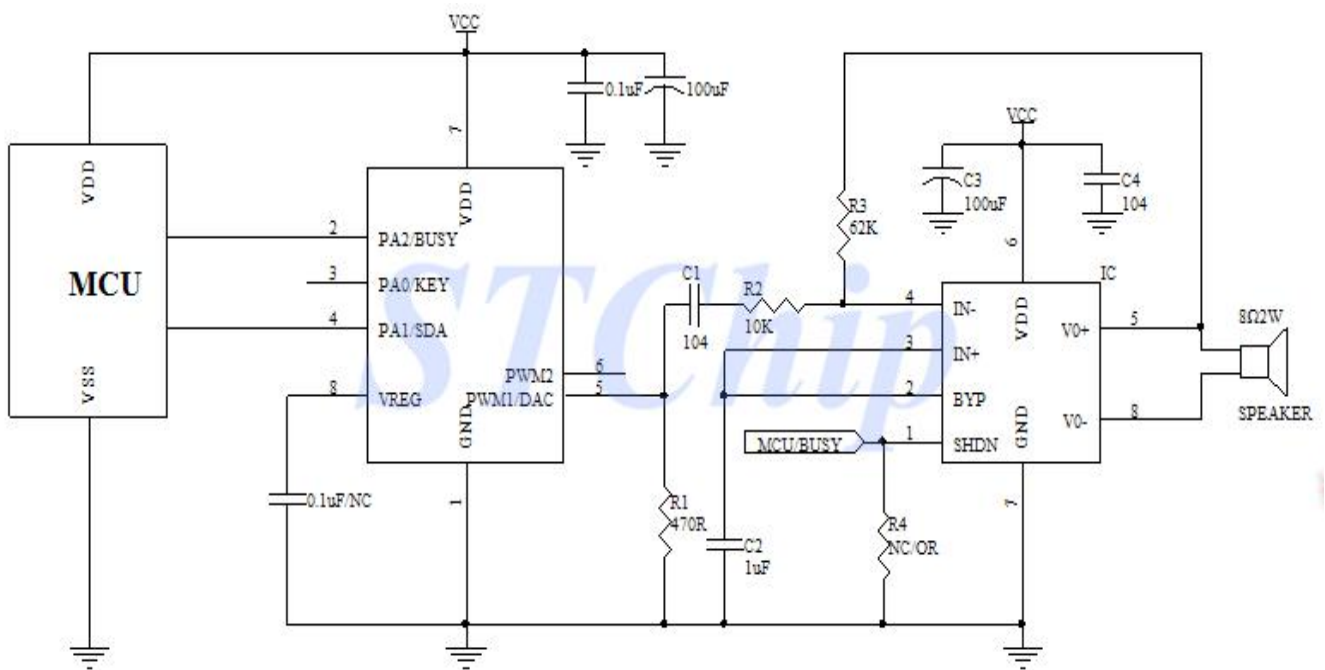 VCC
0.1uF
100uF
7
VDD
VDD
MCU
VSS
2
PA2/BUSY
3
PA0/KEY
4
PA1/SDA
8
VREG
PWM2
6
PWM1/DAC
5
GND
1
0.1uF/NC
R1
470R
C1
104
R2
10K
R3
62K
VCC
C3
100uF
C4
104
6
IC
4
IN-
VDD
V0+
5
3
IN+
2
BYP
1
SHDN
GND
V0-
8
7
MCU/BUSY
R4
NC/OR
C2
1uF
8Ω2W
SPEAKER
STChip